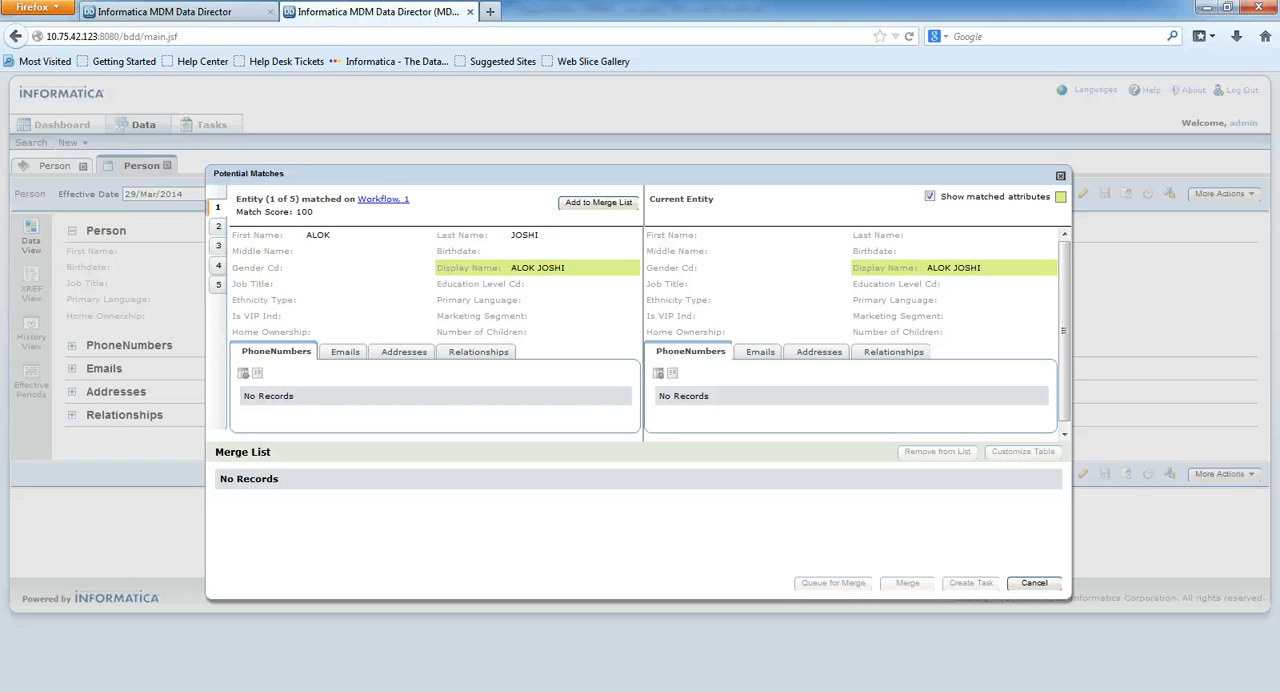 Firefox
Informatica MDM Data Director
Informatica MDM Data Director (MD...
10.75.42.123:8080/bdd/main.jsf
Google
Most Visited Getting Started Help Center Help Desk Tickets Informatica - The Data... Suggested Sites Web Slice Gallery
INFORMATICA
Languages Help About Log Out
Dashboard Data Tasks
Welcome, admin
Search New
Person Person
Person Effective Date 29/Mar/2014
More Actions
Data View
XREF View
History View
Effective Periods
Person
First Name:
Birthdate:
Job Title:
Primary Language:
Home Ownership:
PhoneNumbers
Emails
Addresses
Relationships
Potential Matches
1
2
3
4
5
Entity (1 of 5) matched on Workflow, 1
Match Score: 100
Add to Merge List
First Name: ALOK Last Name: JOSHI
Middle Name: Birthdate:
Gender Cd: Display Name: ALOK JOSHI
Job Title: Education Level Cd:
Ethnicity Type: Primary Language:
Is VIP Ind: Marketing Segment:
Home Ownership: Number of Children:
PhoneNumbers Emails Addresses Relationships
No Records
Current Entity
Show matched attributes
First Name: Last Name:
Middle Name: Birthdate:
Gender Cd: Display Name: ALOK JOSHI
Job Title: Education Level Cd:
Ethnicity Type: Primary Language:
Is VIP Ind: Marketing Segment:
Home Ownership: Number of Children:
PhoneNumbers Emails Addresses Relationships
No Records
Merge List
Remove from List Customize Table
No Records
Queue for Merge Merge Create Task Cancel
More Actions
Powered by INFORMATICA
Informatica Corporation. All rights reserved.